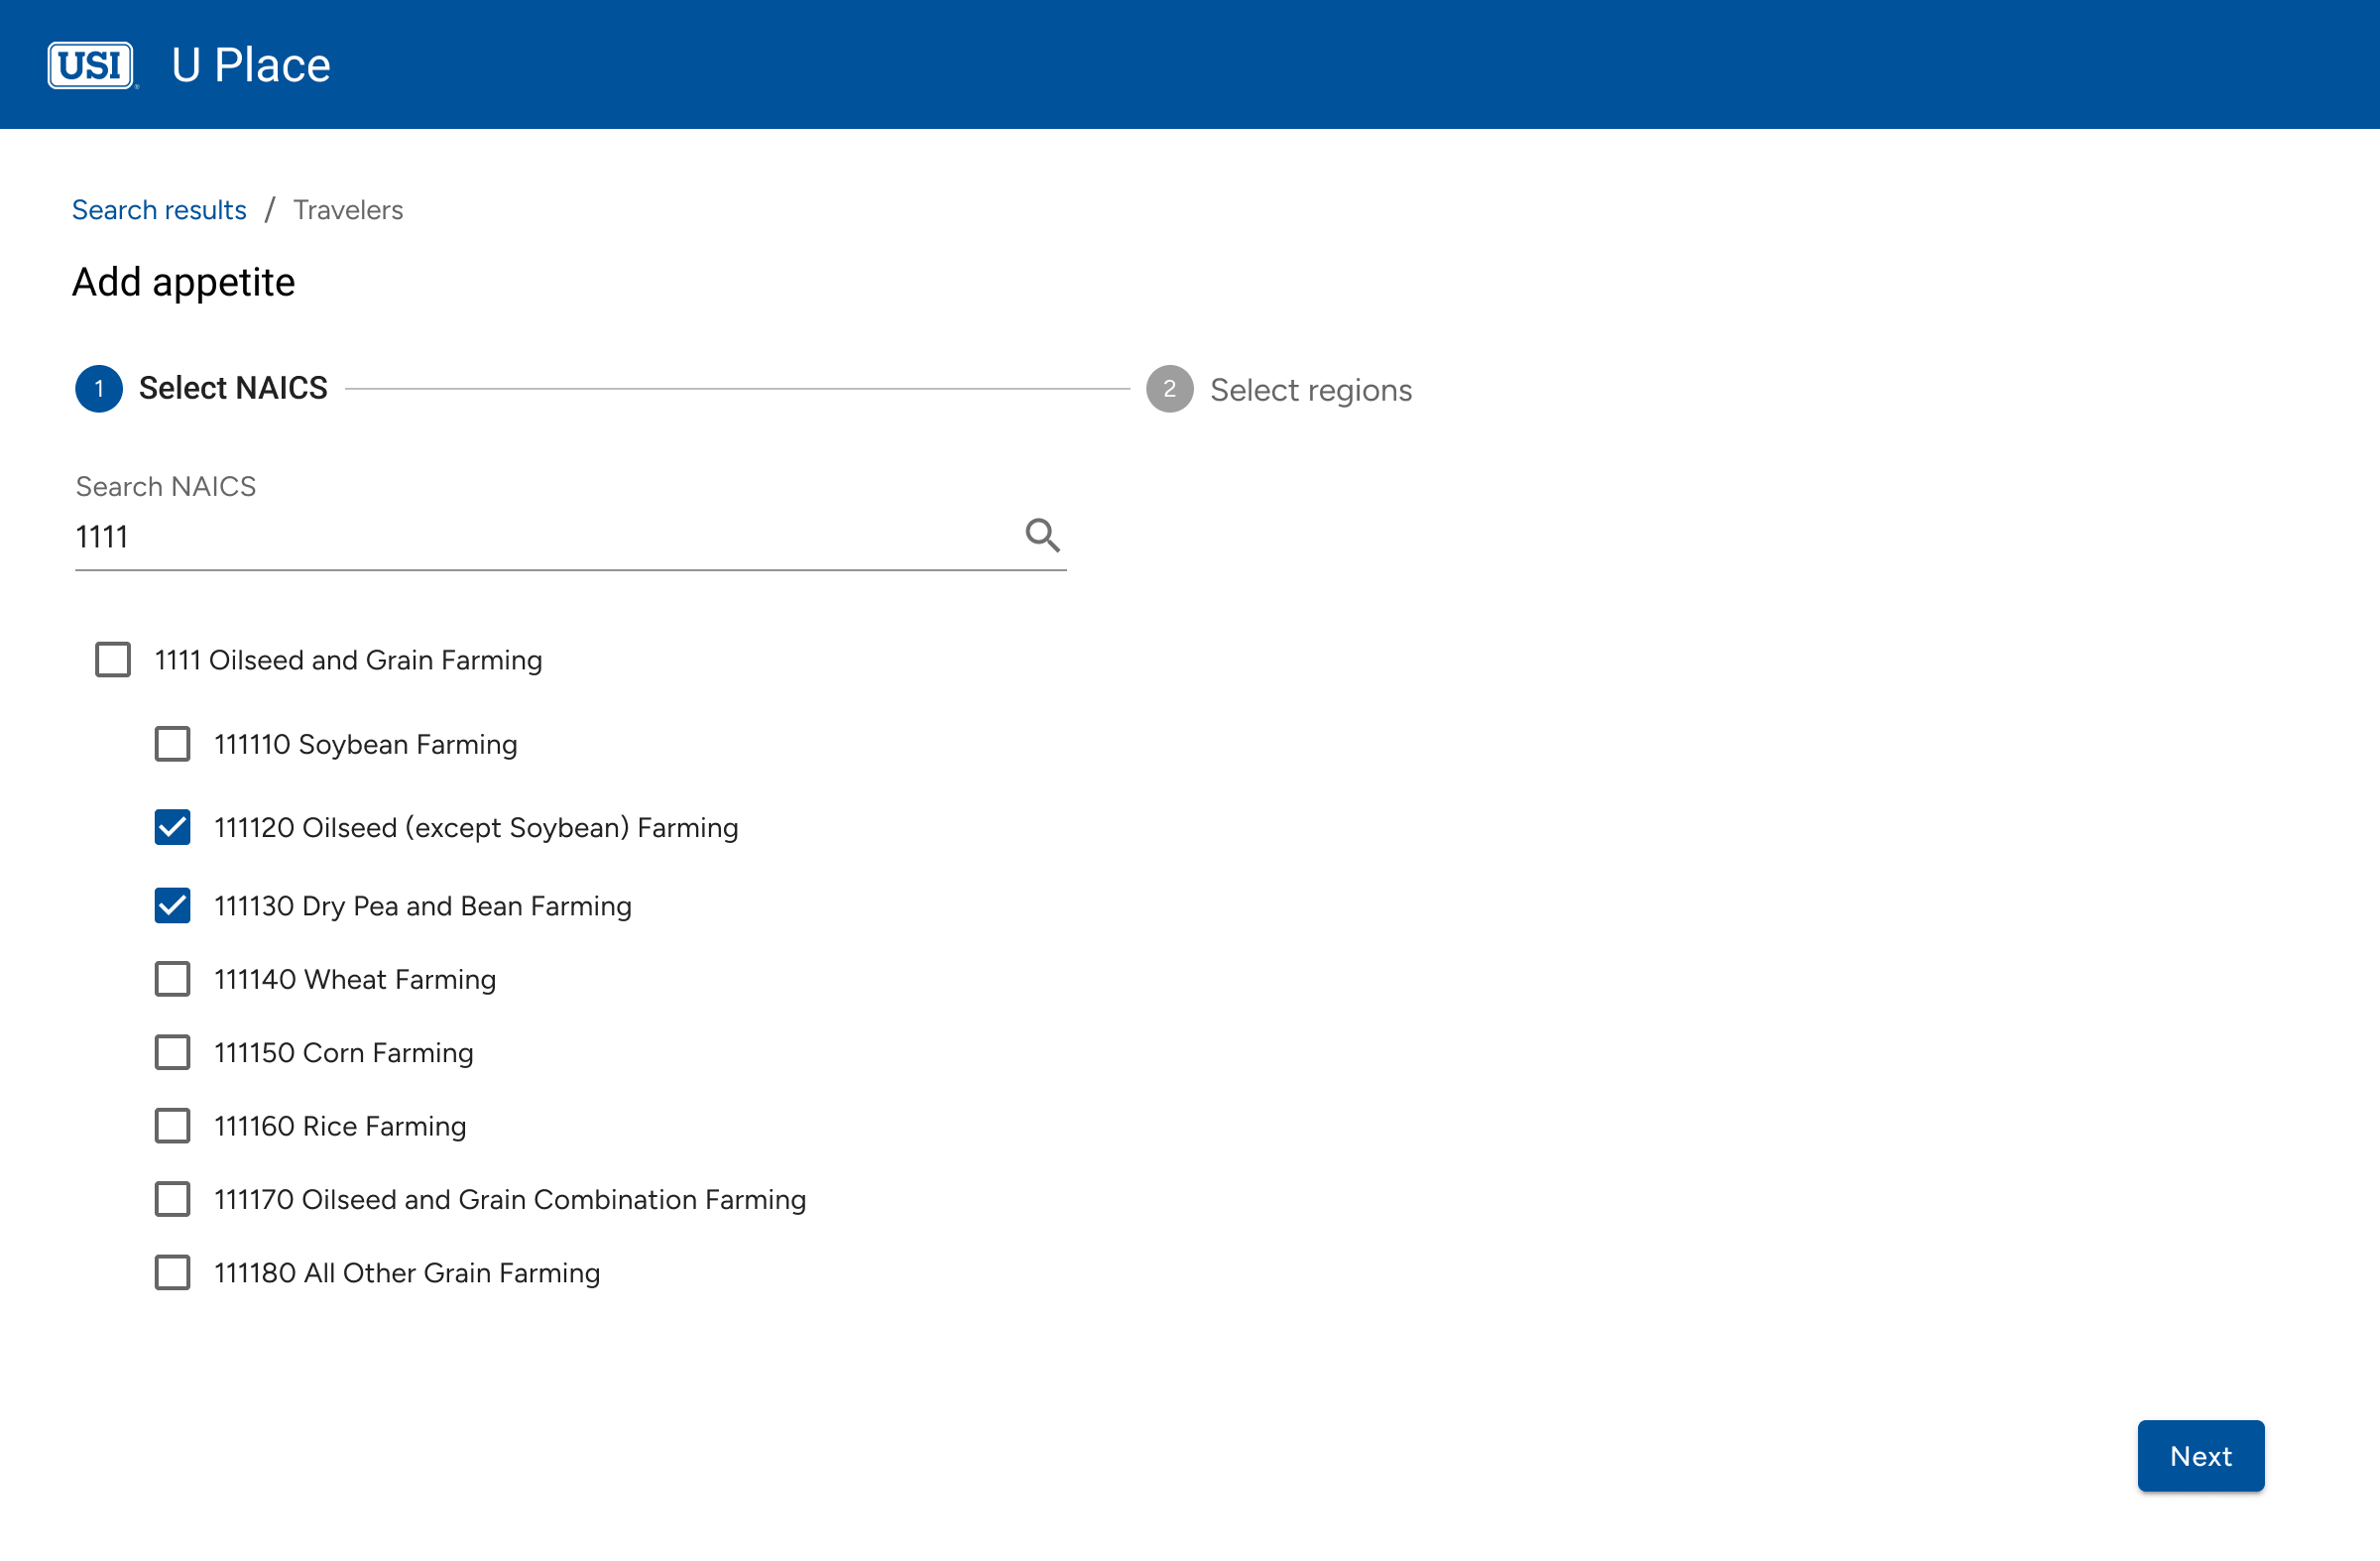 USI U Place
Search results / Travelers
Add appetite
1 Select NAICS 2 Select regions
Search NAICS
1111
1111 Oilseed and Grain Farming
111110 Soybean Farming
111120 Oilseed (except Soybean) Farming
111130 Dry Pea and Bean Farming
111140 Wheat Farming
111150 Corn Farming
111160 Rice Farming
111170 Oilseed and Grain Combination Farming
111180 All Other Grain Farming
Next